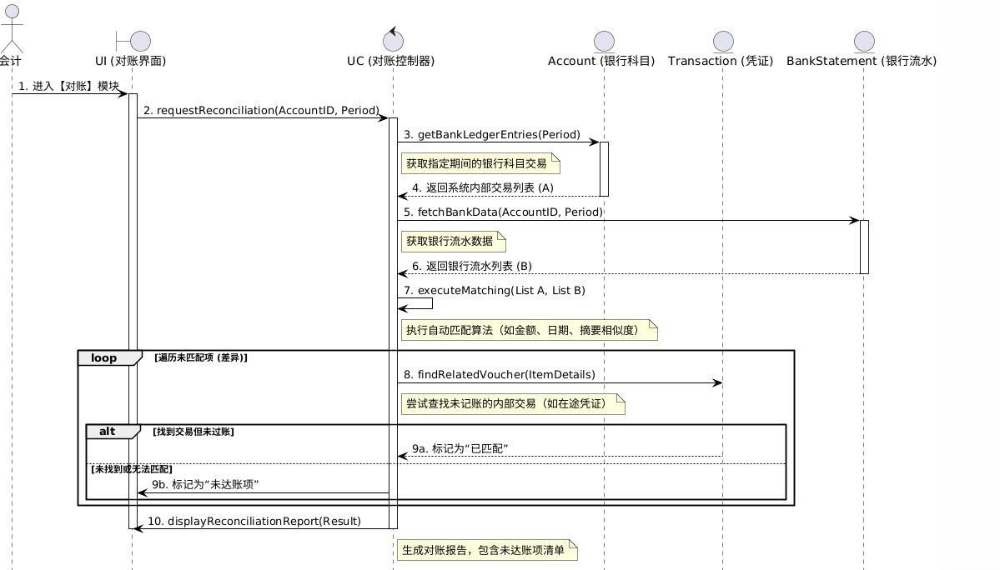 会计
UI (对账界面)
UC (对账控制器)
Account (银行科目)
Transaction (凭证)
BankStatement (银行流水)
1. 进入【对账】模块
2. requestReconciliation(AccountID, Period)
3. getBankLedgerEntries(Period)
获取指定期间的银行科目交易
4. 返回系统内部交易列表 (A)
5. fetchBankData(AccountID, Period)
获取银行流水数据
6. 返回银行流水列表 (B)
7. executeMatching(List A, List B)
执行自动匹配算法（如金额、日期、摘要相似度）
loop
[遍历未匹配项 (差异)]
8. findRelatedVoucher(ItemDetails)
尝试查找未记账的内部交易（如在途凭证）
alt
[找到交易但未过账]
9a. 标记为“已匹配”
[未找到或无法匹配]
9b. 标记为“未达账项”
10. displayReconciliationReport(Result)
生成对账报告，包含未达账项清单